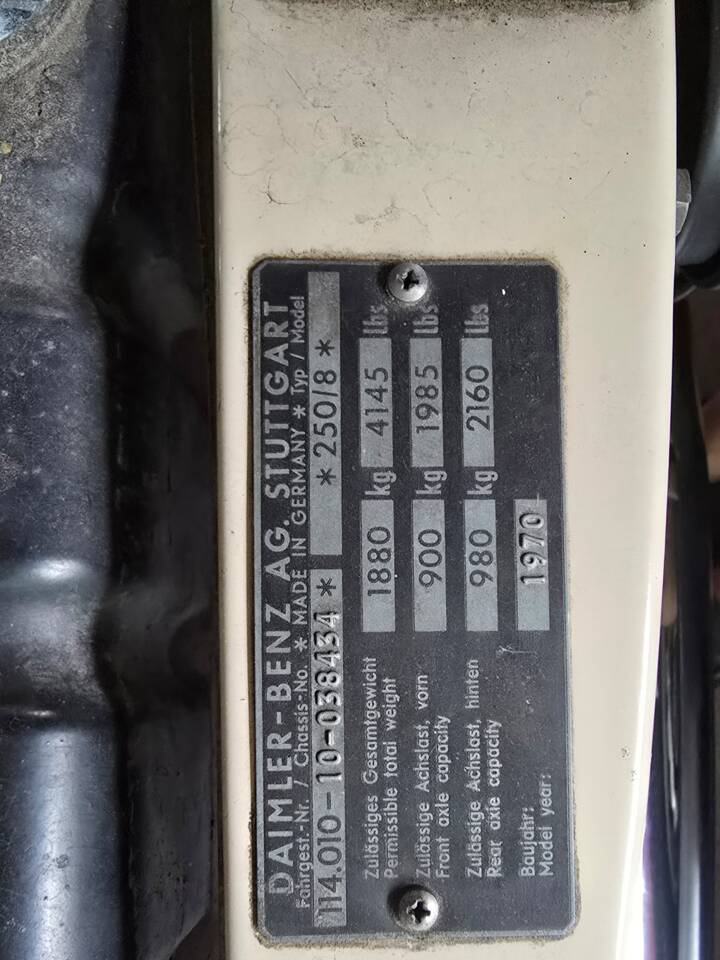 DAIMLER-BENZ AG. STUTTGART
Fahrgest.-Nr. / Chassis-No. * MADE IN GERMANY * Typ / Model
114.010-10-038434 * * 250/8 *
Zulässiges Gesamtgewicht 1880 kg 4145 lbs
Permissible total weight
Zulässige Achslast, vorn 900 kg 1985 lbs
Front axle capacity
Zulässige Achslast, hinten 980 kg 2160 lbs
Rear axle capacity
Baujahr: 1970
Model year: